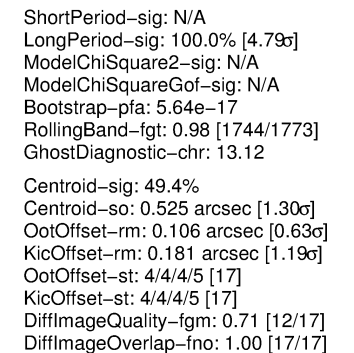 ShortPeriod−sig: N/A
LongPeriod−sig: 100.0% [4.79σ]
ModelChiSquare2−sig: N/A
ModelChiSquareGof−sig: N/A
Bootstrap−pfa: 5.64e−17
RollingBand−fgt: 0.98 [1744/1773]
GhostDiagnostic−chr: 13.12
Centroid−sig: 49.4%
Centroid−so: 0.525 arcsec [1.30σ]
OotOffset−rm: 0.106 arcsec [0.63σ]
KicOffset−rm: 0.181 arcsec [1.19σ]
OotOffset−st: 4/4/4/5 [17]
KicOffset−st: 4/4/4/5 [17]
DiffImageQuality−fgm: 0.71 [12/17]
DiffImageOverlap−fno: 1.00 [17/17]